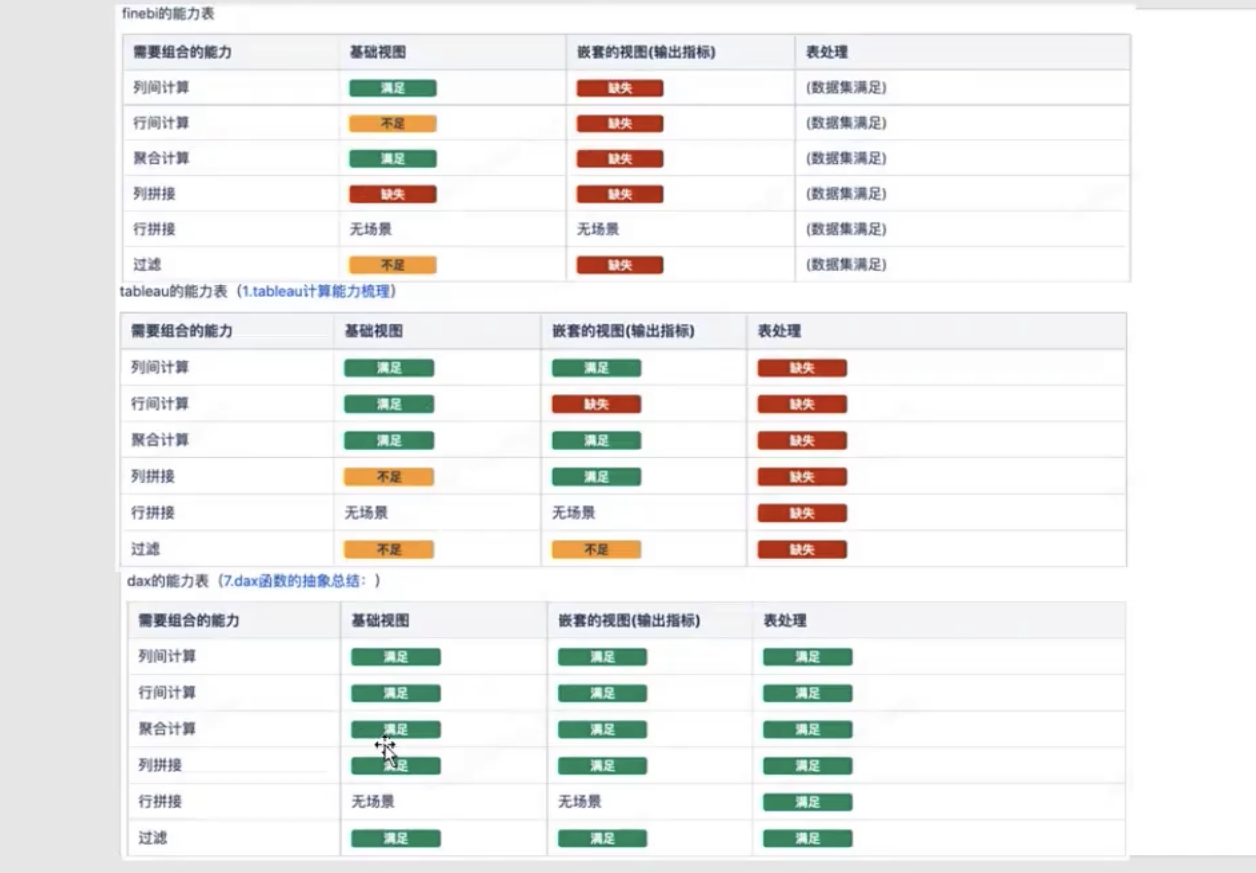 finebi的能力表
需要组合的能力 基础视图 嵌套的视图(输出指标) 表处理
列间计算 满足 缺失 (数据集满足)
行间计算 不足 缺失 (数据集满足)
聚合计算 满足 缺失 (数据集满足)
列拼接 缺失 缺失 (数据集满足)
行拼接 无场景 无场景 (数据集满足)
过滤 不足 缺失 (数据集满足)
tableau的能力表（1.tableau计算能力梳理）
需要组合的能力 基础视图 嵌套的视图(输出指标) 表处理
列间计算 满足 满足 缺失
行间计算 满足 缺失 缺失
聚合计算 满足 满足 缺失
列拼接 不足 满足 缺失
行拼接 无场景 无场景 缺失
过滤 不足 不足 缺失
dax的能力表（7.dax函数的抽象总结：）
需要组合的能力 基础视图 嵌套的视图(输出指标) 表处理
列间计算 满足 满足 满足
行间计算 满足 满足 满足
聚合计算 满足 满足 满足
列拼接 满足 满足 满足
行拼接 无场景 无场景 满足
过滤 满足 满足 满足